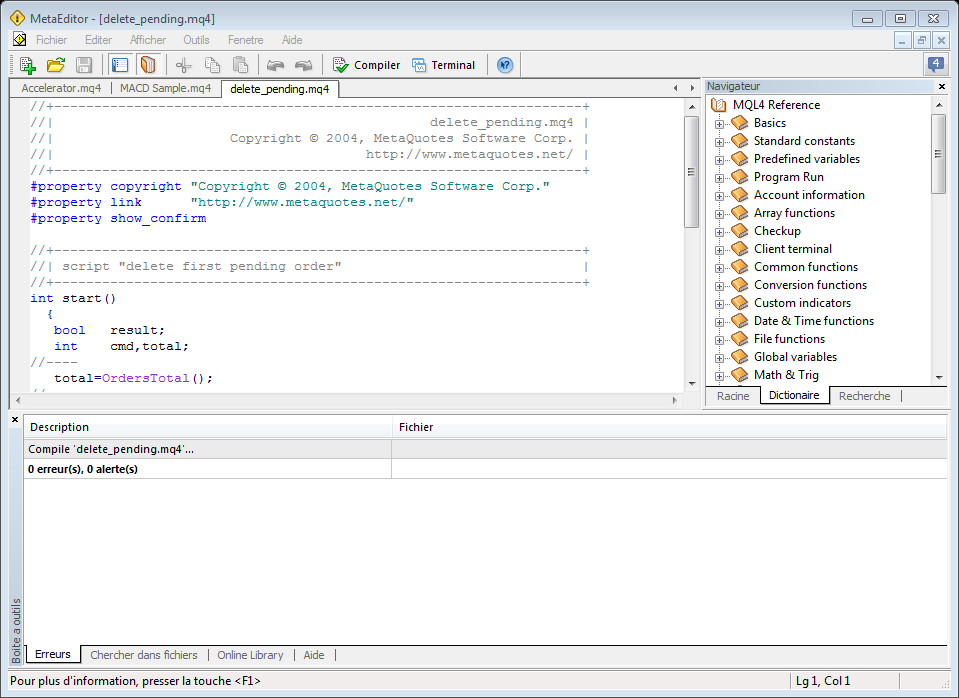 MetaEditor - [delete_pending.mq4]
Fichier Editer Afficher Outils Fenetre Aide
Compiler Terminal 4
Accelerator.mq4 MACD Sample.mq4 delete_pending.mq4
//+------------------------------------------------------------------+
//| delete_pending.mq4 |
//| Copyright © 2004, MetaQuotes Software Corp. |
//| http://www.metaquotes.net/ |
//+------------------------------------------------------------------+
#property copyright "Copyright © 2004, MetaQuotes Software Corp."
#property link "http://www.metaquotes.net/"
#property show_confirm
//+------------------------------------------------------------------+
//| script "delete first pending order" |
//+------------------------------------------------------------------+
int start()
{
bool result;
int cmd,total;
//----
total=OrdersTotal();
//
Navigateur
MQL4 Reference
Basics
Standard constants
Predefined variables
Program Run
Account information
Array functions
Checkup
Client terminal
Common functions
Conversion functions
Custom indicators
Date & Time functions
File functions
Global variables
Math & Trig
Racine Dictionaire Recherche
Description Fichier
Compile 'delete_pending.mq4'...
0 erreur(s), 0 alerte(s)
Boite a outils
Erreurs Chercher dans fichiers Online Library Aide
Pour plus d'information, presser la touche <F1> Lg 1, Col 1